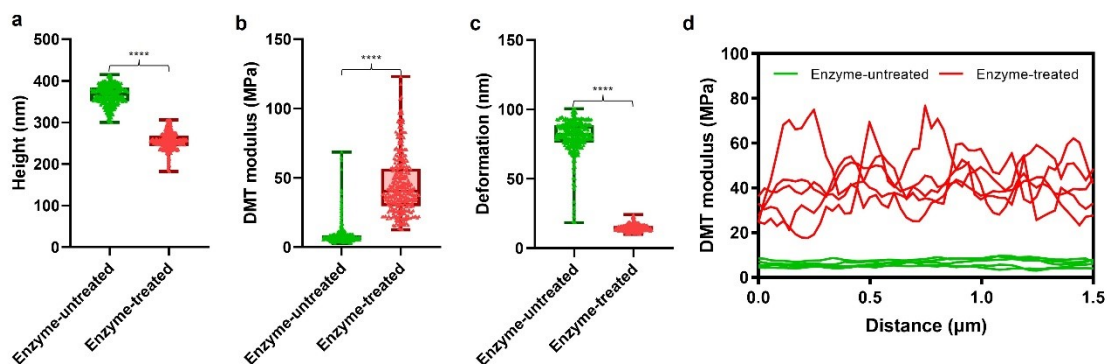 a
Height (nm)
500
400
300
200
100
0
****
Enzyme-untreated
Enzyme-treated
b
DMT modulus (MPa)
150
100
50
0
****
Enzyme-untreated
Enzyme-treated
c
Deformation (nm)
150
100
50
0
****
Enzyme-untreated
Enzyme-treated
d
DMT modulus (MPa)
100
80
60
40
20
0
Enzyme-untreated Enzyme-treated
0.0 0.5 1.0 1.5
Distance (µm)